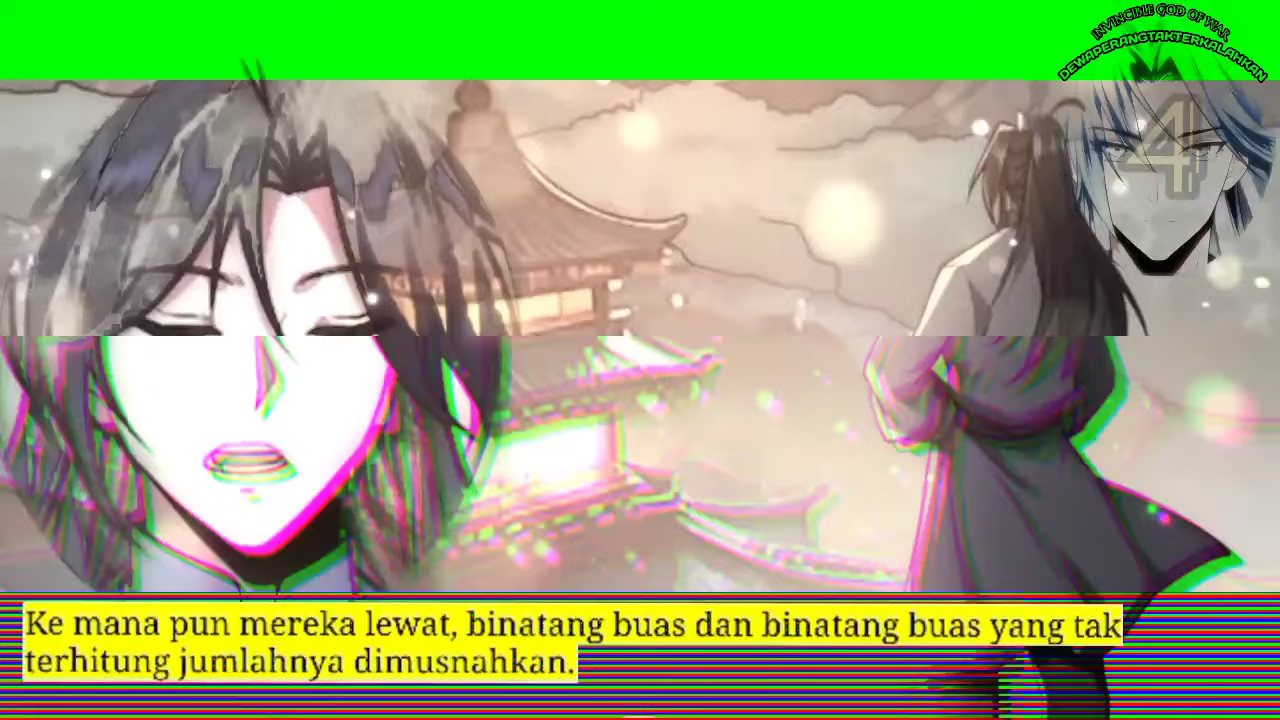 INVINCIBLE GOD OF WAR
DEWAPERANGTAKTERKALAHKAN
4
Ke mana pun mereka lewat, binatang buas dan binatang buas yang tak
terhitung jumlahnya dimusnahkan.